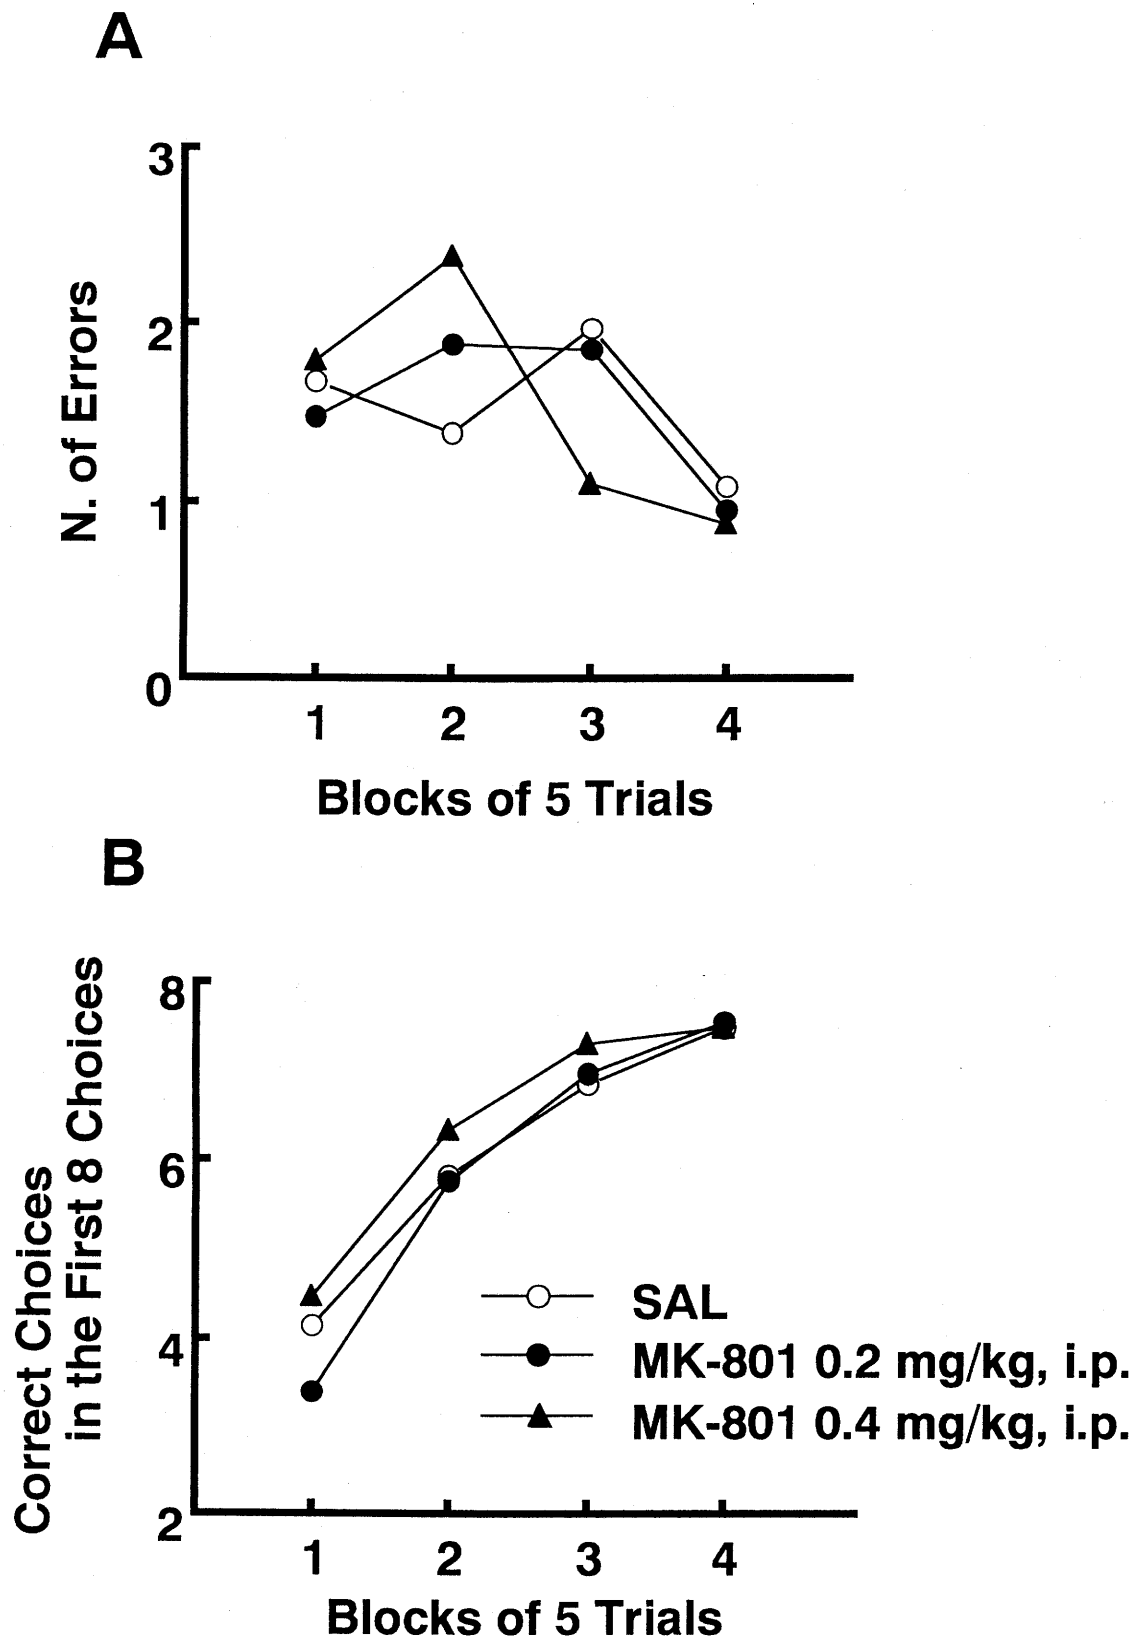 A
3
2
1
0
N. of Errors
1 2 3 4
Blocks of 5 Trials
B
8
6
4
2
Correct Choices
in the First 8 Choices
SAL
MK-801 0.2 mg/kg, i.p.
MK-801 0.4 mg/kg, i.p.
1 2 3 4
Blocks of 5 Trials